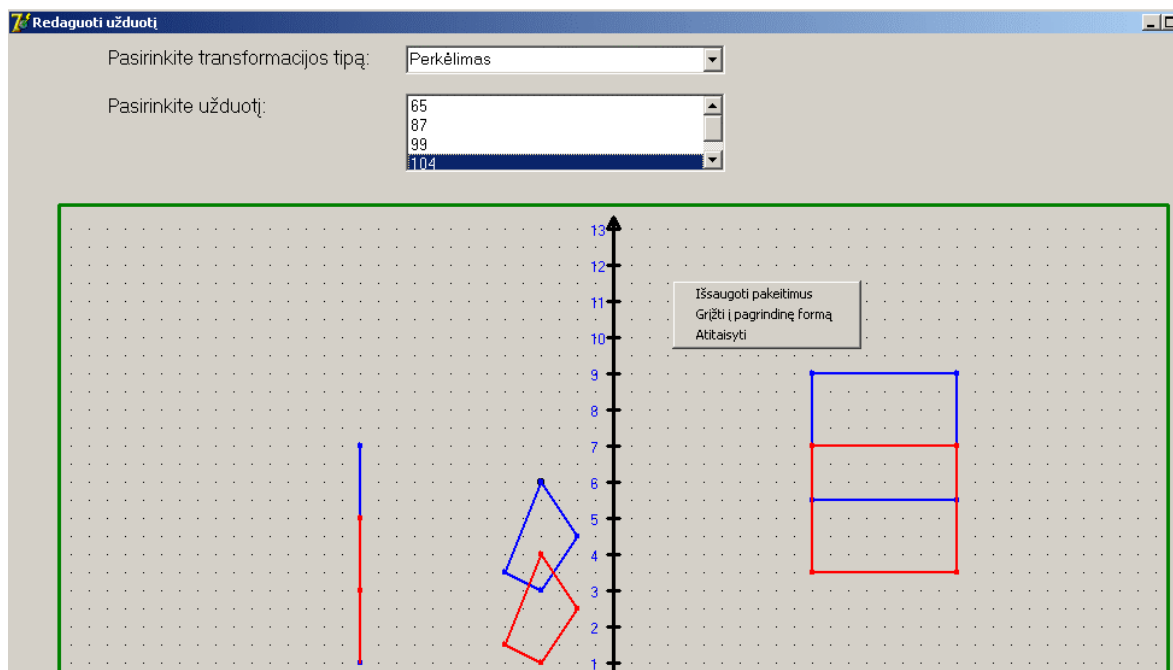 Redaguoti užduotį
Pasirinkite transformacijos tipą: Perkėlimas
Pasirinkite užduotį: 65
87
99
104
13
12
11
10
9
8
7
6
5
4
3
2
1
Išsaugoti pakeitimus
Grįžti į pagrindinę formą
Atitaisyti